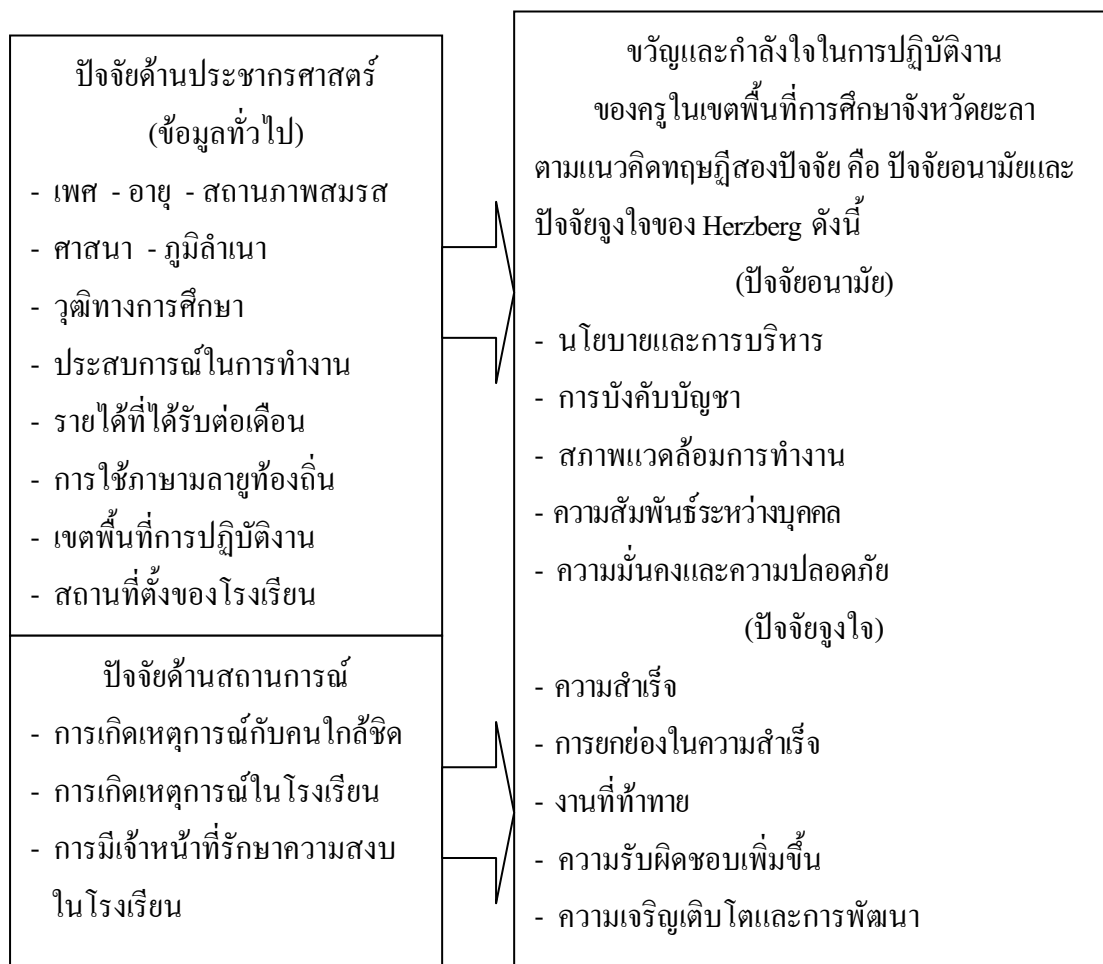 ปัจจัยด้านประชากรศาสตร์
(ข้อมูลทั่วไป)
- เพศ - อายุ - สถานภาพสมรส
- ศาสนา - ภูมิลำเนา
- วุฒิทางการศึกษา
- ประสบการณ์ในการทำงาน
- รายได้ที่ได้รับต่อเดือน
- การใช้ภาษามลายูท้องถิ่น
- เขตพื้นที่การปฏิบัติงาน
- สถานที่ตั้งของโรงเรียน
ปัจจัยด้านสถานการณ์
- การเกิดเหตุการณ์กับคนใกล้ชิด
- การเกิดเหตุการณ์ในโรงเรียน
- การมีเจ้าหน้าที่รักษาความสงบ
ในโรงเรียน
ขวัญและกำลังใจในการปฏิบัติงาน
ของครูในเขตพื้นที่การศึกษาจังหวัดยะลา
ตามแนวคิดทฤษฎีสองปัจจัย คือ ปัจจัยอนามัยและ
ปัจจัยจูงใจของ Herzberg ดังนี้
(ปัจจัยอนามัย)
- นโยบายและการบริหาร
- การบังคับบัญชา
- สภาพแวดล้อมการทำงาน
- ความสัมพันธ์ระหว่างบุคคล
- ความมั่นคงและความปลอดภัย
(ปัจจัยจูงใจ)
- ความสำเร็จ
- การยกย่องในความสำเร็จ
- งานที่ท้าทาย
- ความรับผิดชอบเพิ่มขึ้น
- ความเจริญเติบโตและการพัฒนา